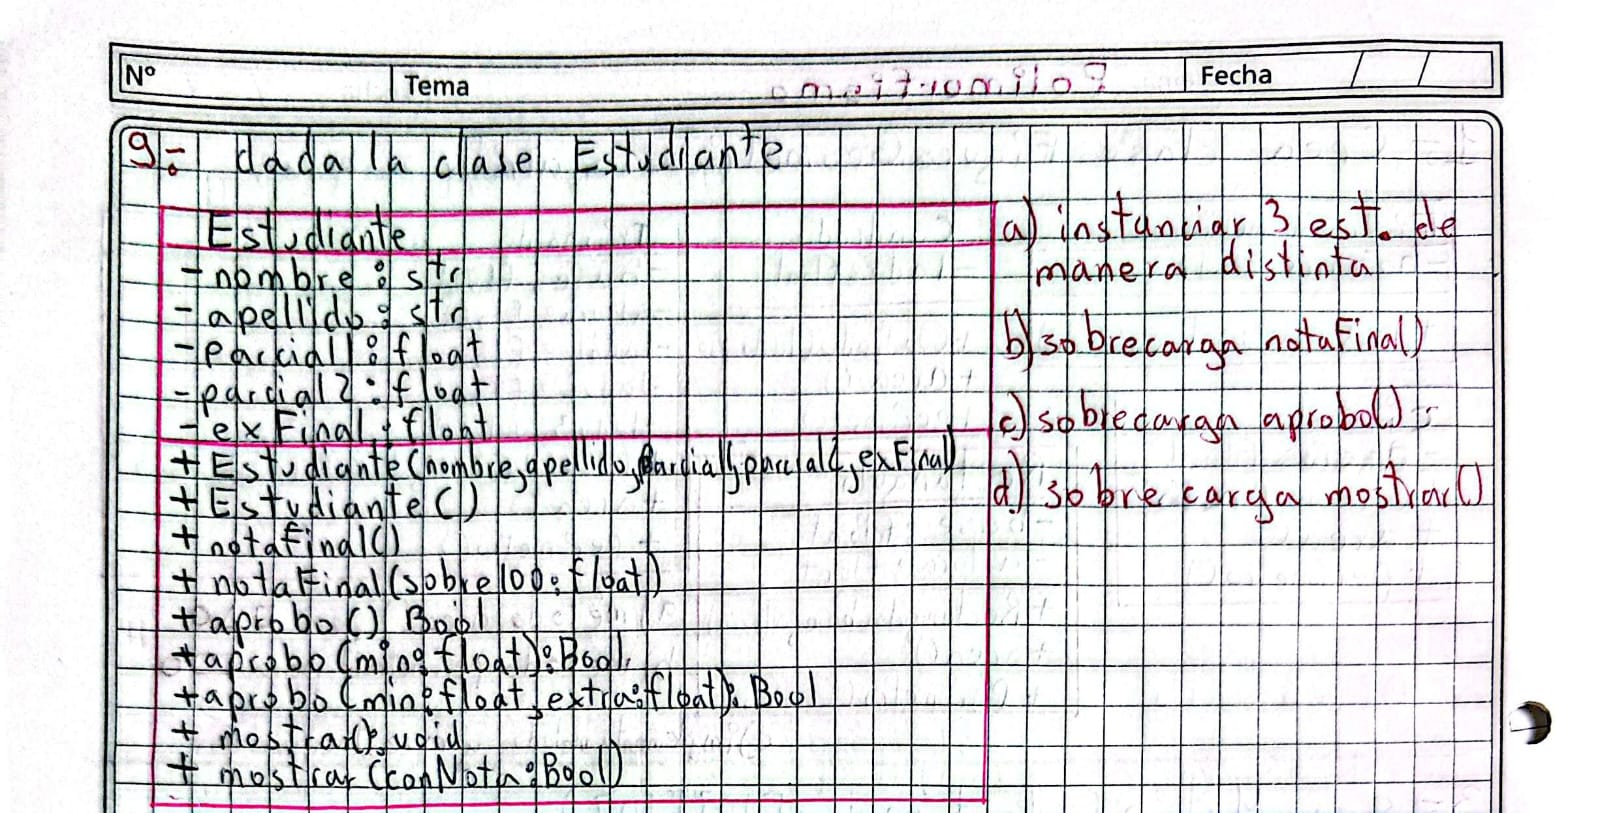 Nº Tema Polimorfismo Fecha / /
9.- dada la clase Estudiante
Estudiante
- nombre : str
- apellido : str
- parcial1 : float
- parcial2 : float
- exFinal : float
+ Estudiante(nombre, apellido, parcial1, parcial2, exFinal)
+ Estudiante()
+ notaFinal()
+ notaFinal(sobre100: float)
+ aprobo() Bool
+ aprobo (min: float): Bool
+ aprobo (min: float, extra: float): Bool
+ mostrar(): void
+ mostrar (conNota: Bool)
a) instanciar 3 est. de
manera distinta
b) sobrecarga notaFinal()
c) sobrecarga aprobo()
d) sobrecarga mostrar()